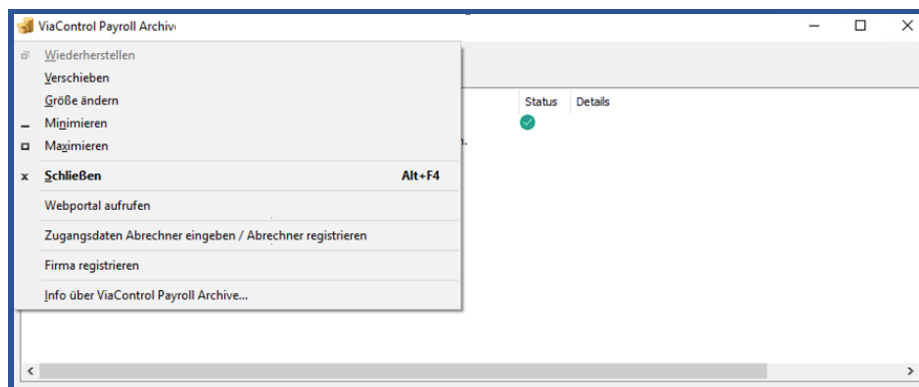 ViaControl Payroll Archiv
Wiederherstellen
Verschieben
Größe ändern
Minimieren
Maximieren
Schließen Alt+F4
Webportal aufrufen
Zugangsdaten Abrechner eingeben / Abrechner registrieren
Firma registrieren
Info über ViaControl Payroll Archive...
Status Details